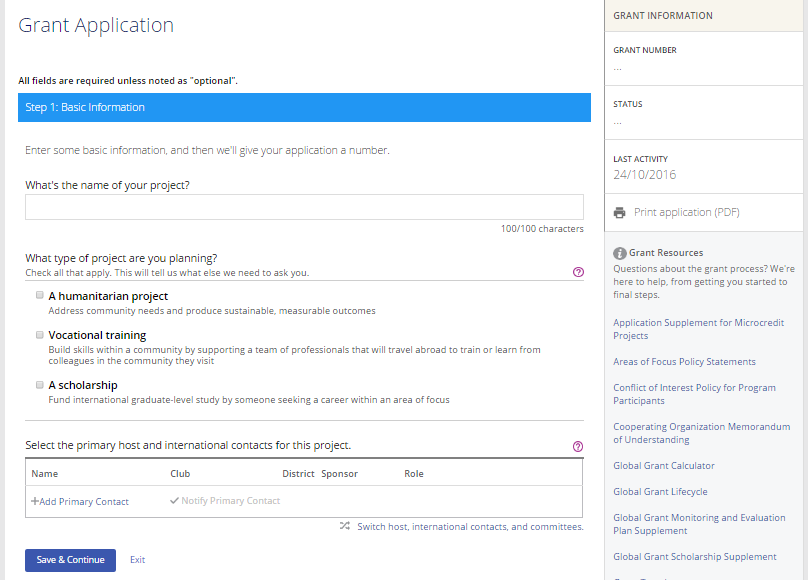 Grant Application
All fields are required unless noted as "optional".
Step 1: Basic Information
Enter some basic information, and then we'll give your application a number.
What's the name of your project?
100/100 characters
What type of project are you planning?
Check all that apply. This will tell us what else we need to ask you.
A humanitarian project
Address community needs and produce sustainable, measurable outcomes
Vocational training
Build skills within a community by supporting a team of professionals that will travel abroad to train or learn from
colleagues in the community they visit
A scholarship
Fund international graduate-level study by someone seeking a career within an area of focus
Select the primary host and international contacts for this project.
Name Club District Sponsor Role
+Add Primary Contact Notify Primary Contact
Switch host, international contacts, and committees.
Save & Continue Exit
GRANT INFORMATION
GRANT NUMBER
...
STATUS
...
LAST ACTIVITY
24/10/2016
Print application (PDF)
Grant Resources
Questions about the grant process? We're
here to help, from getting you started to
final steps.
Application Supplement for Microcredit
Projects
Areas of Focus Policy Statements
Conflict of Interest Policy for Program
Participants
Cooperating Organization Memorandum
of Understanding
Global Grant Calculator
Global Grant Lifecycle
Global Grant Monitoring and Evaluation
Plan Supplement
Global Grant Scholarship Supplement